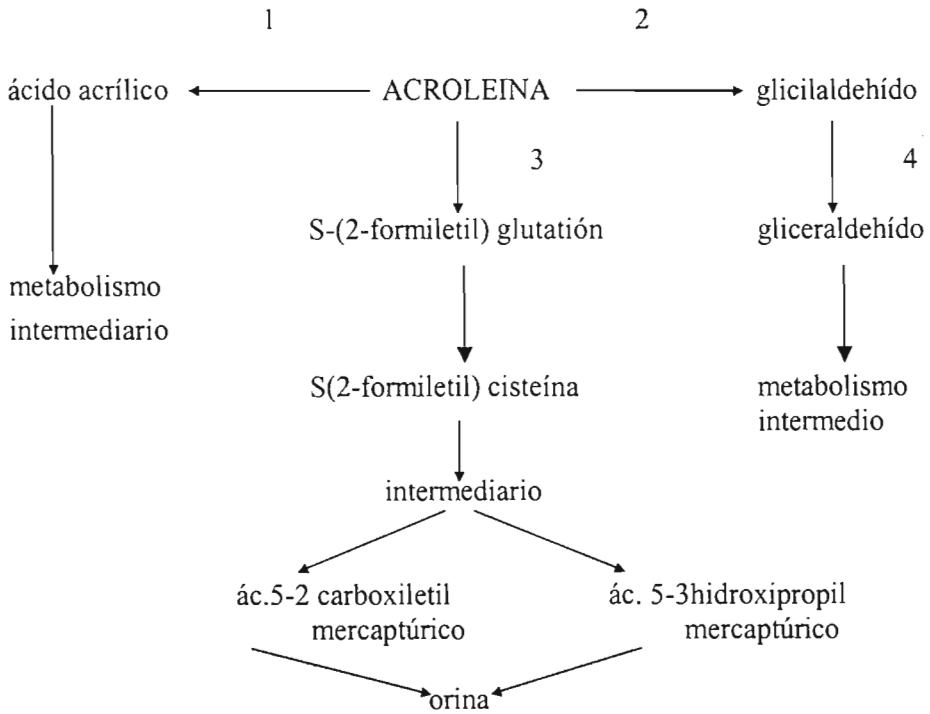 1 2
ácido acrílico ACROLEINA glicilaldehído
3 4
S-(2-formiletil) glutatión gliceraldehído
metabolismo
intermediario
S(2-formiletil) cisteína metabolismo
intermedio
intermediario
ác.5-2 carboxiletil ác. 5-3hidroxipropil
mercaptúrico mercaptúrico
orina